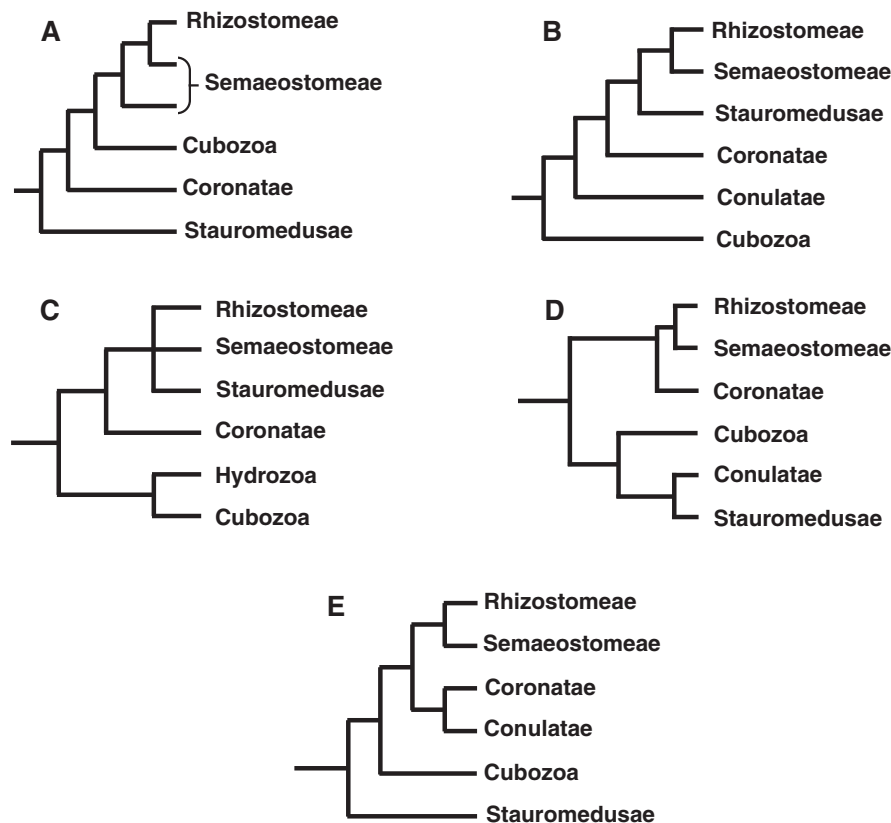 A
Rhizostomeae
Semaeostomeae
Cubozoa
Coronatae
Stauromedusae
B
Rhizostomeae
Semaeostomeae
Stauromedusae
Coronatae
Conulatae
Cubozoa
C
Rhizostomeae
Semaeostomeae
Stauromedusae
Coronatae
Hydrozoa
Cubozoa
D
Rhizostomeae
Semaeostomeae
Coronatae
Cubozoa
Conulatae
Stauromedusae
E
Rhizostomeae
Semaeostomeae
Coronatae
Conulatae
Cubozoa
Stauromedusae